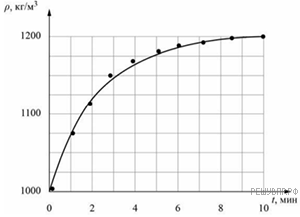 ρ, кг/м³
1200
1100
1000
0 2 4 6 8 10
t, мин
РЕШУВПР.РФ